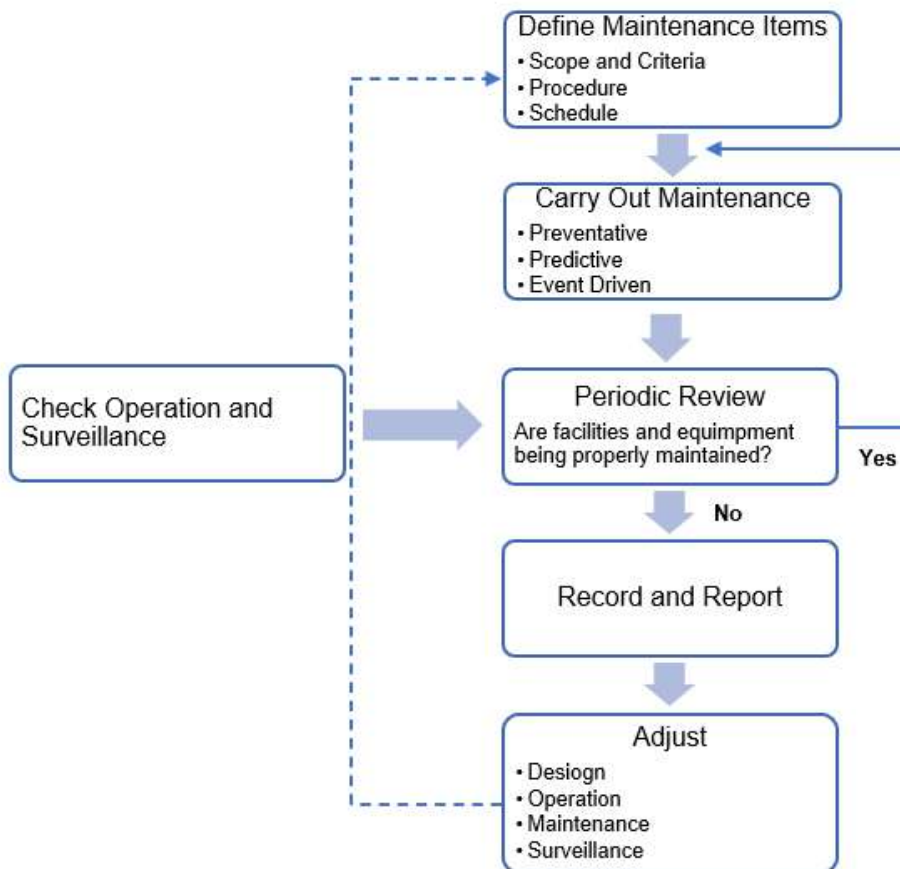 Define Maintenance Items
• Scope and Criteria
• Procedure
• Schedule
Carry Out Maintenance
• Preventative
• Predictive
• Event Driven
Check Operation and
Surveillance
Periodic Review
Are facilities and equimpment
being properly maintained?
Yes
No
Record and Report
Adjust
• Desiogn
• Operation
• Maintenance
• Surveillance